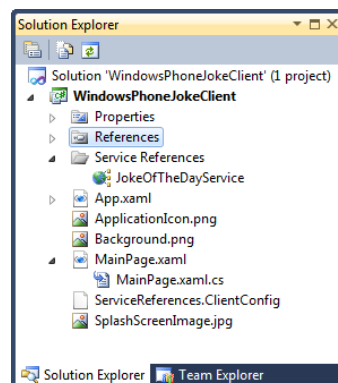 Solution Explorer
Solution 'WindowsPhoneJokeClient' (1 project)
WindowsPhoneJokeClient
Properties
References
Service References
JokeOfTheDayService
App.xaml
ApplicationIcon.png
Background.png
MainPage.xaml
MainPage.xaml.cs
ServiceReferences.ClientConfig
SplashScreenImage.jpg
Solution Explorer Team Explorer